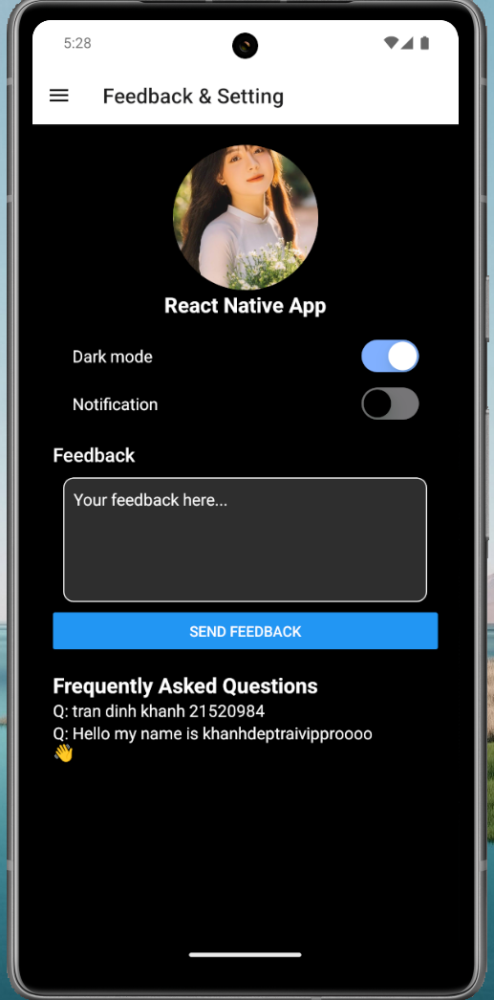 5:28
Feedback & Setting
React Native App
Dark mode
Notification
Feedback
Your feedback here...
SEND FEEDBACK
Frequently Asked Questions
Q: tran dinh khanh 21520984
Q: Hello my name is khanhdeptraivipproooo
👋